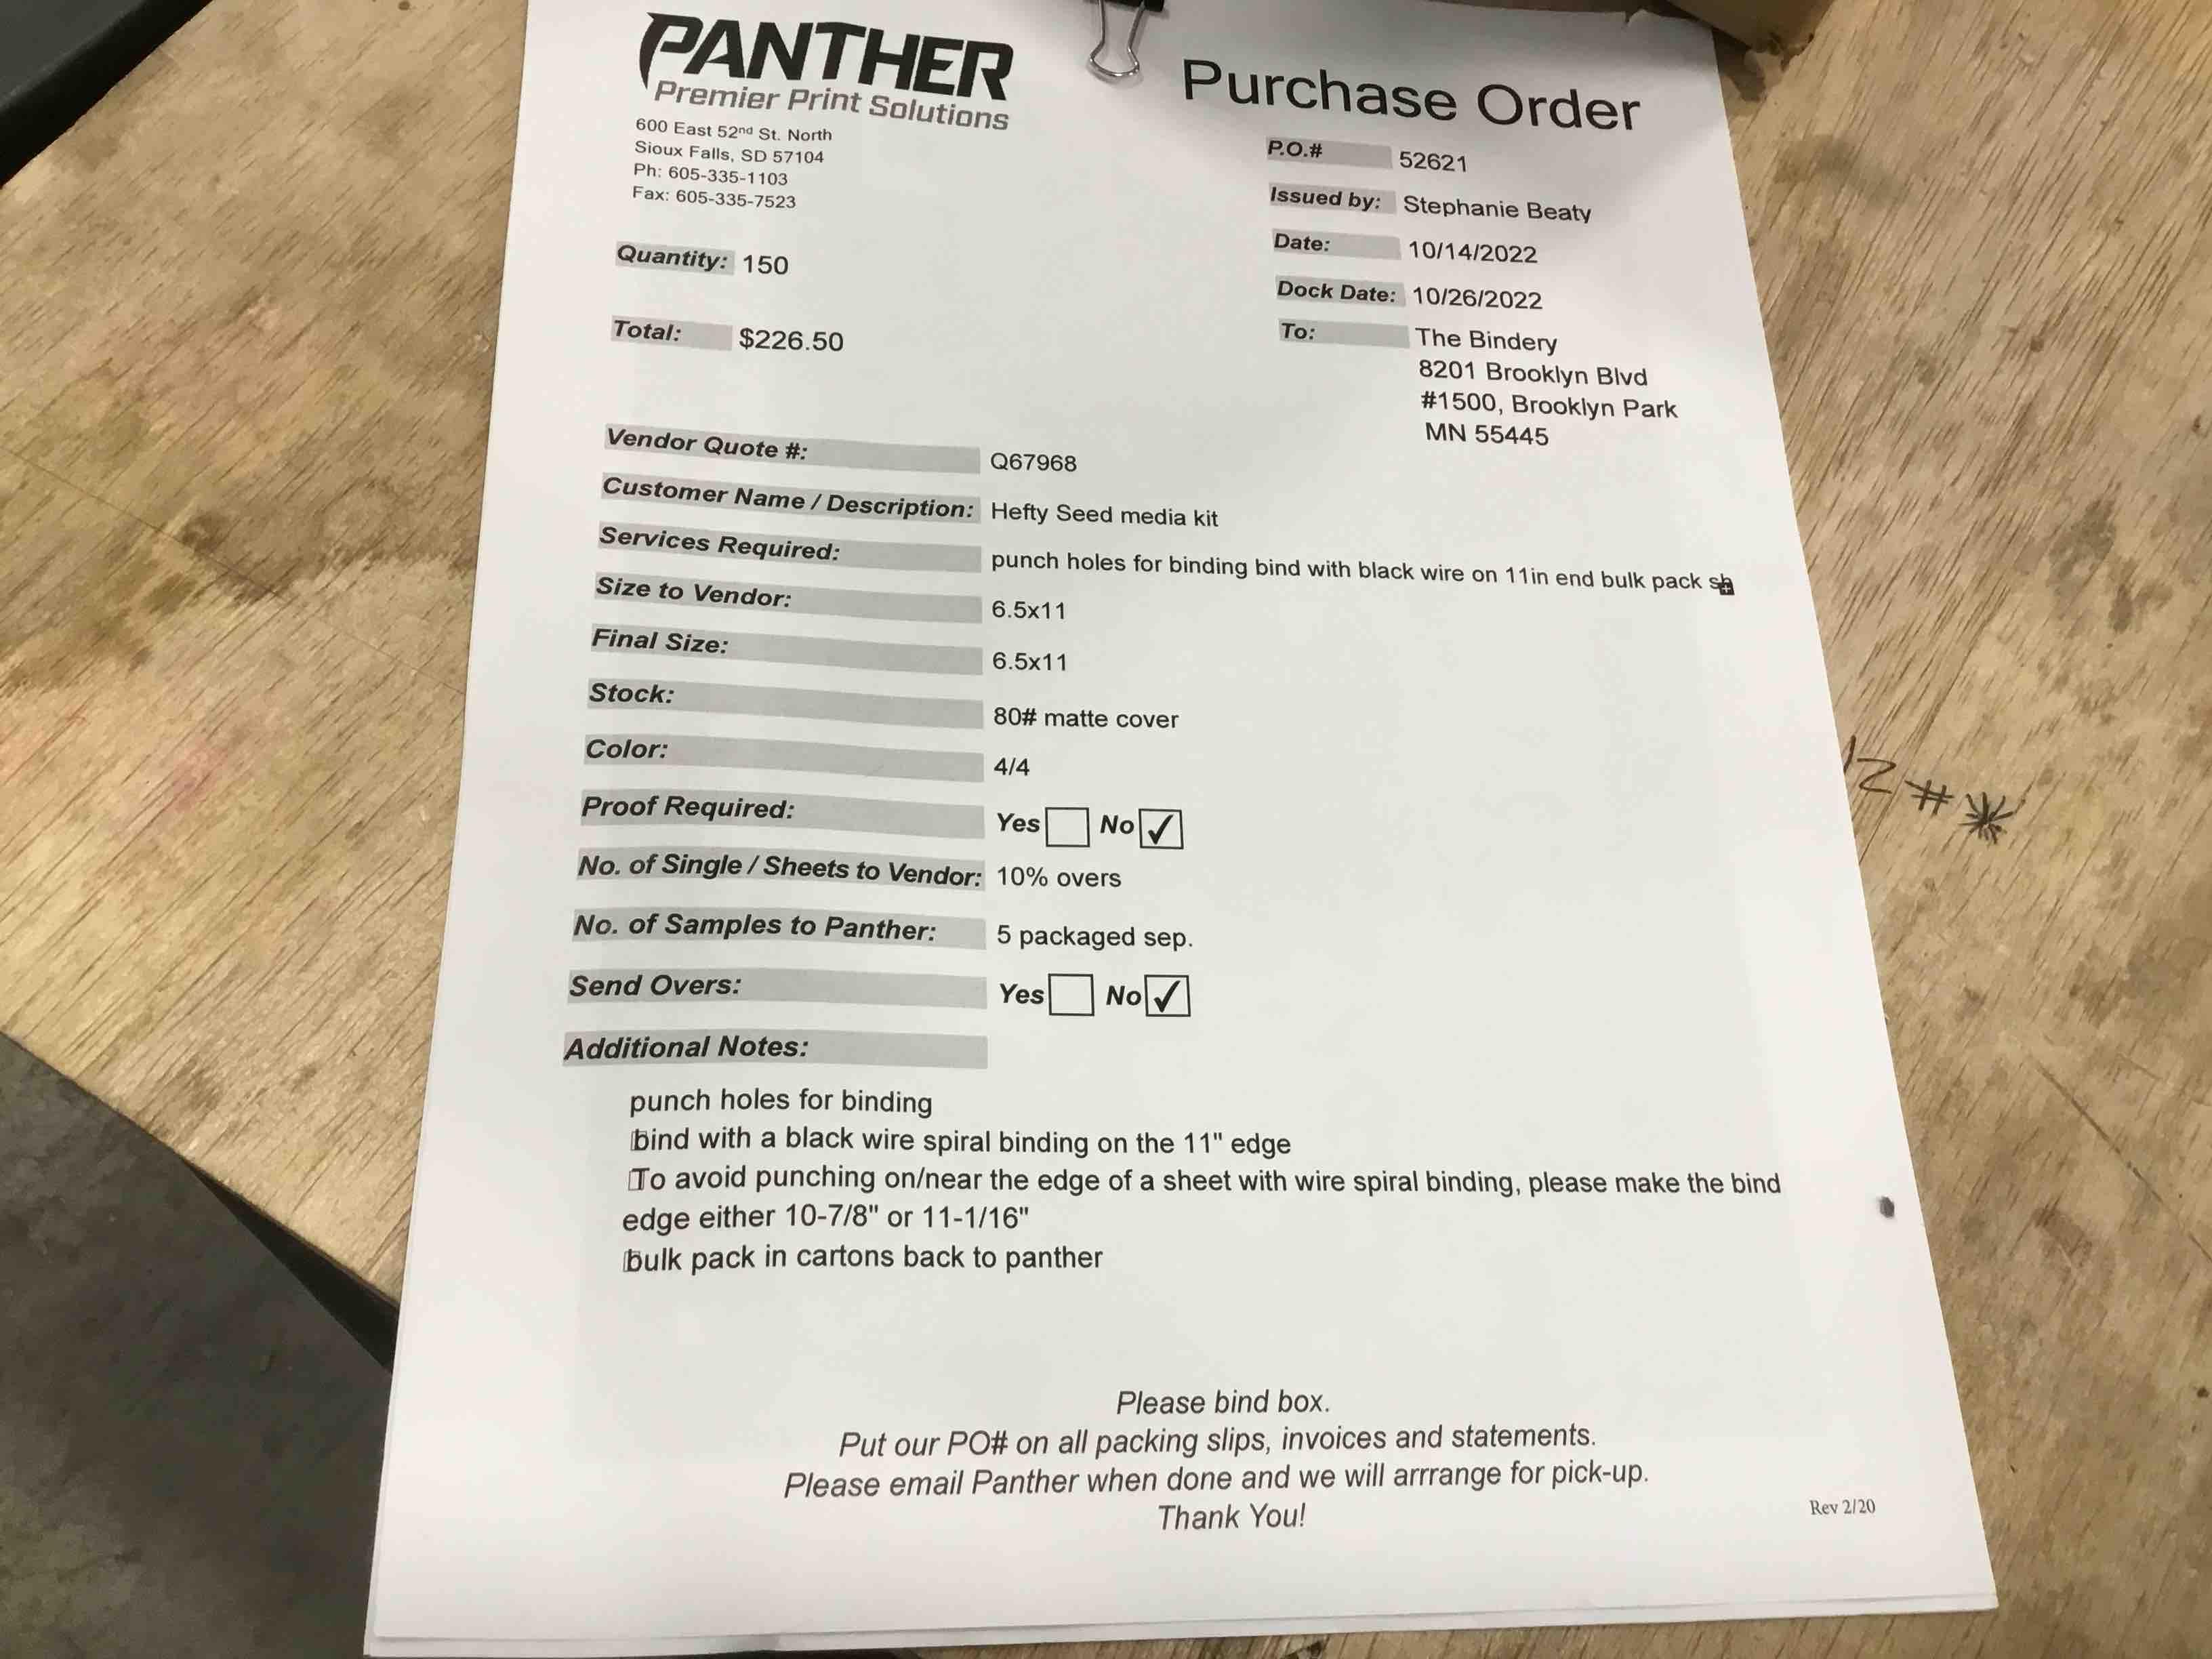 PANTHER
Premier Print Solutions
600 East 52nd St. North
Sioux Falls, SD 57104
Ph: 605-335-1103
Fax: 605-335-7523
Purchase Order
P.O.# 52621
Issued by: Stephanie Beaty
Date: 10/14/2022
Dock Date: 10/26/2022
To: The Bindery
8201 Brooklyn Blvd
#1500, Brooklyn Park
MN 55445
Quantity: 150
Total: $226.50
Vendor Quote #: Q67968
Customer Name / Description: Hefty Seed media kit
Services Required: punch holes for binding bind with black wire on 11in end bulk pack
Size to Vendor: 6.5x11
Final Size: 6.5x11
Stock: 80# matte cover
Color: 4/4
Proof Required: Yes No ✓
No. of Single / Sheets to Vendor: 10% overs
No. of Samples to Panther: 5 packaged sep.
Send Overs: Yes No ✓
Additional Notes:
punch holes for binding
bind with a black wire spiral binding on the 11" edge
To avoid punching on/near the edge of a sheet with wire spiral binding, please make the bind
edge either 10-7/8" or 11-1/16"
bulk pack in cartons back to panther
Please bind box.
Put our PO# on all packing slips, invoices and statements.
Please email Panther when done and we will arrrange for pick-up.
Thank You!
Rev 2/20
12 #*